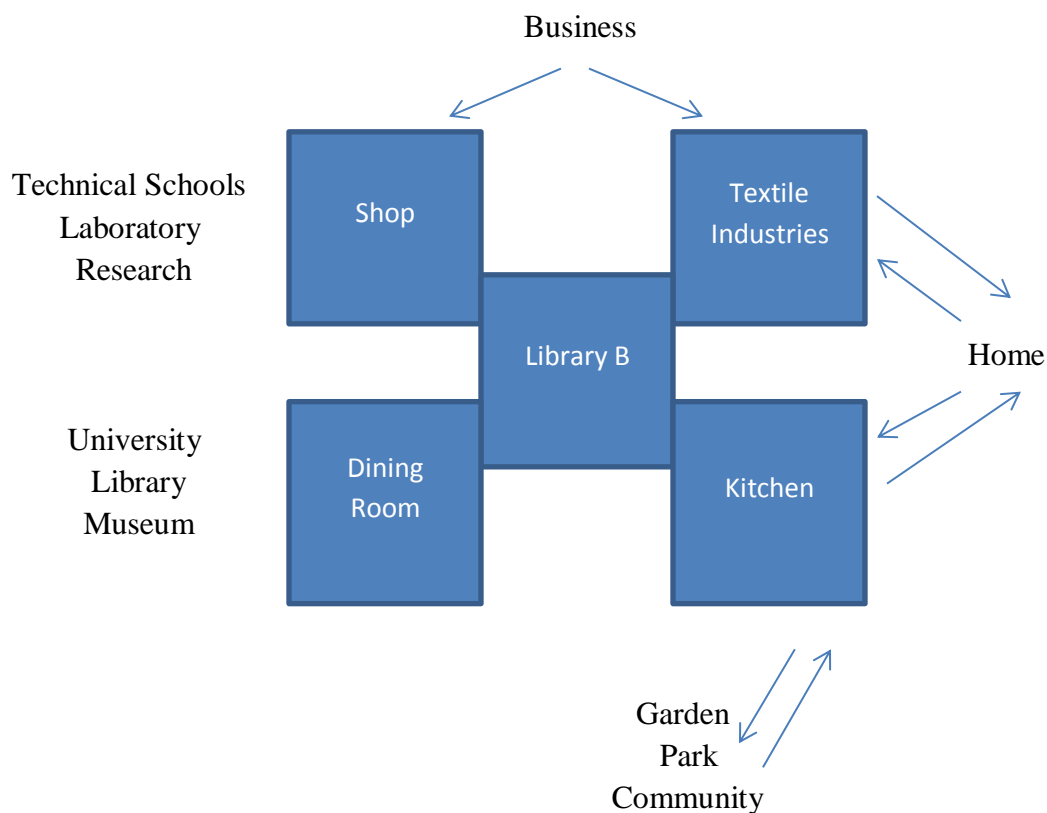 Business
Technical Schools
Laboratory
Research
Shop
Textile
Industries
Library B
Home
University
Library
Museum
Dining
Room
Kitchen
Garden
Park
Community